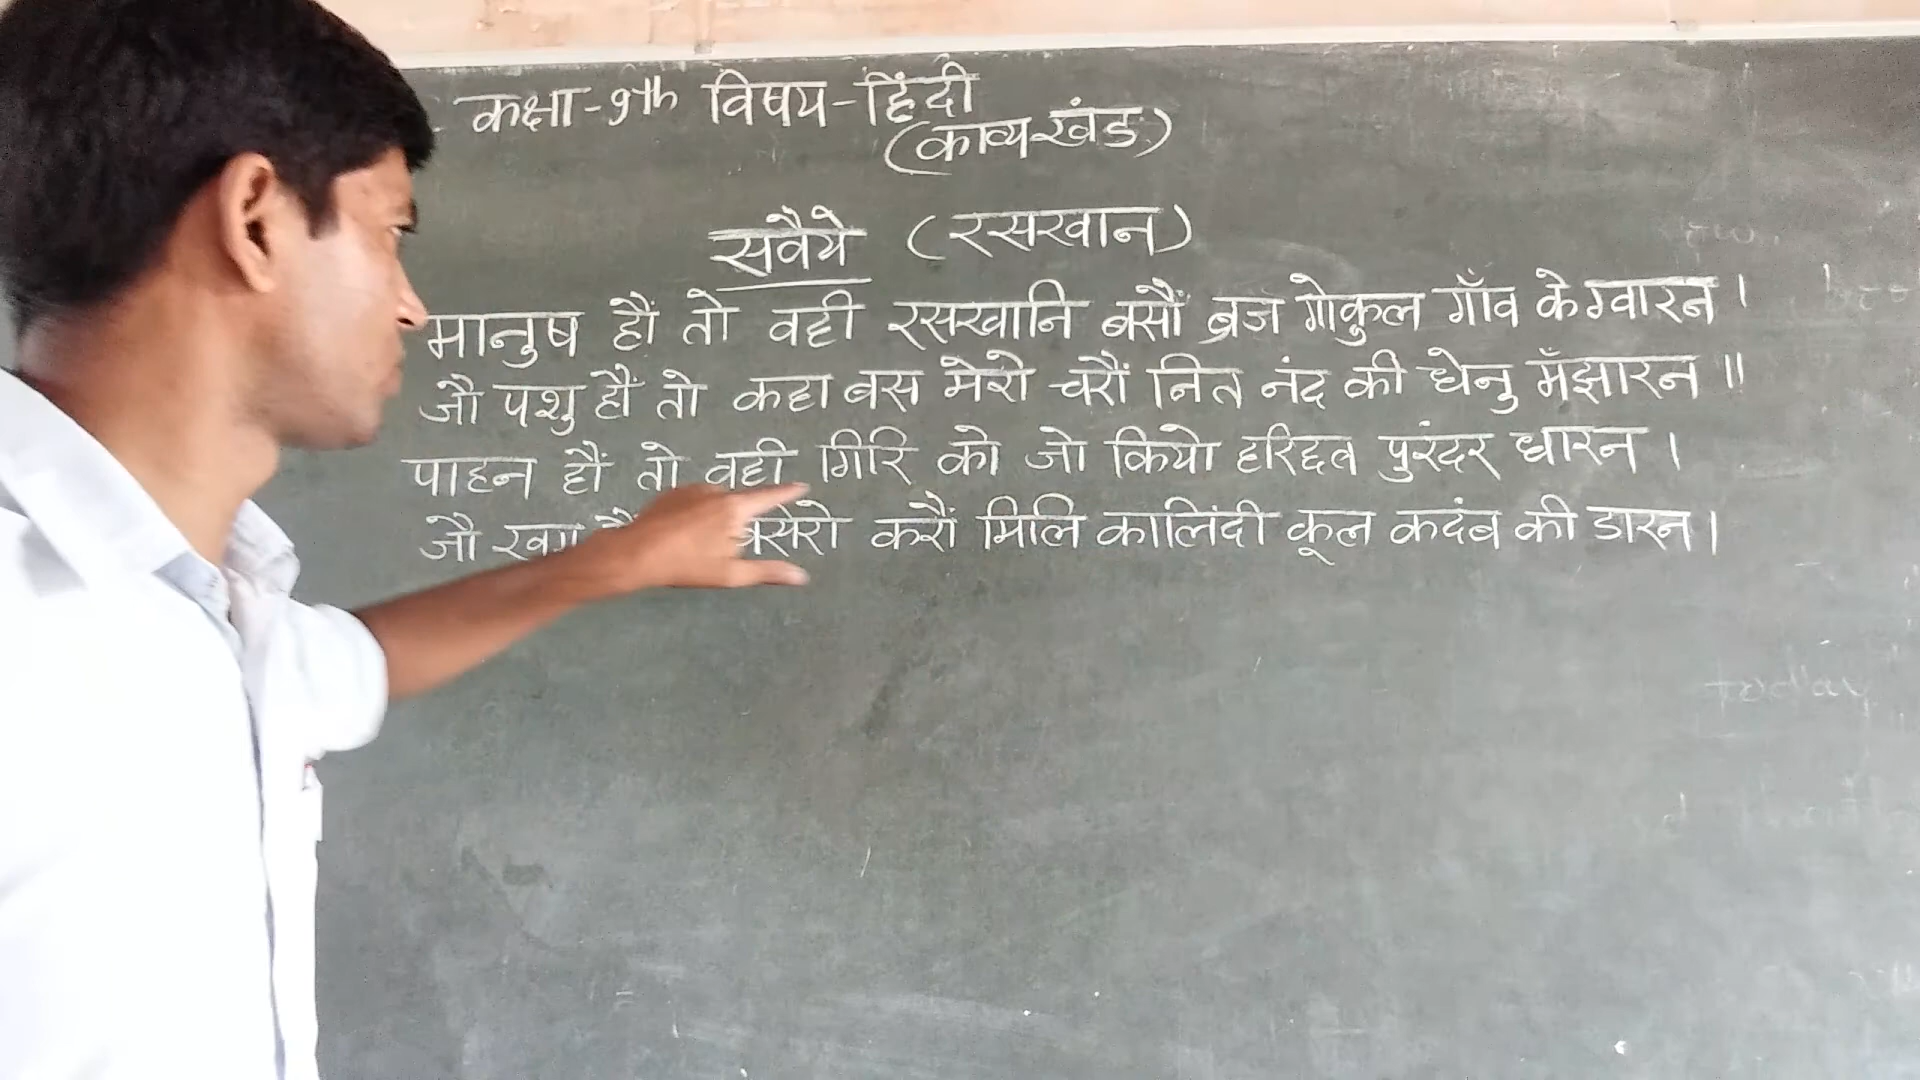 कक्षा-9th विषय-हिंदी
(काव्यखंड)
सवैये (रसखान)
मानुष हौं तो वही रसखानि बसौं ब्रज गोकुल गाँव के ग्वारन।
जौ पशु हौं तो कहा बस मेरो चरौं नित नंद की धेनु मँझारन॥
पाहन हौं तो वही गिरि को जो कियो हरिछत्र पुरंदर धारन।
जौ खग हौं बसेरो करौं मिलि कालिंदी कूल कदंब की डारन।
today